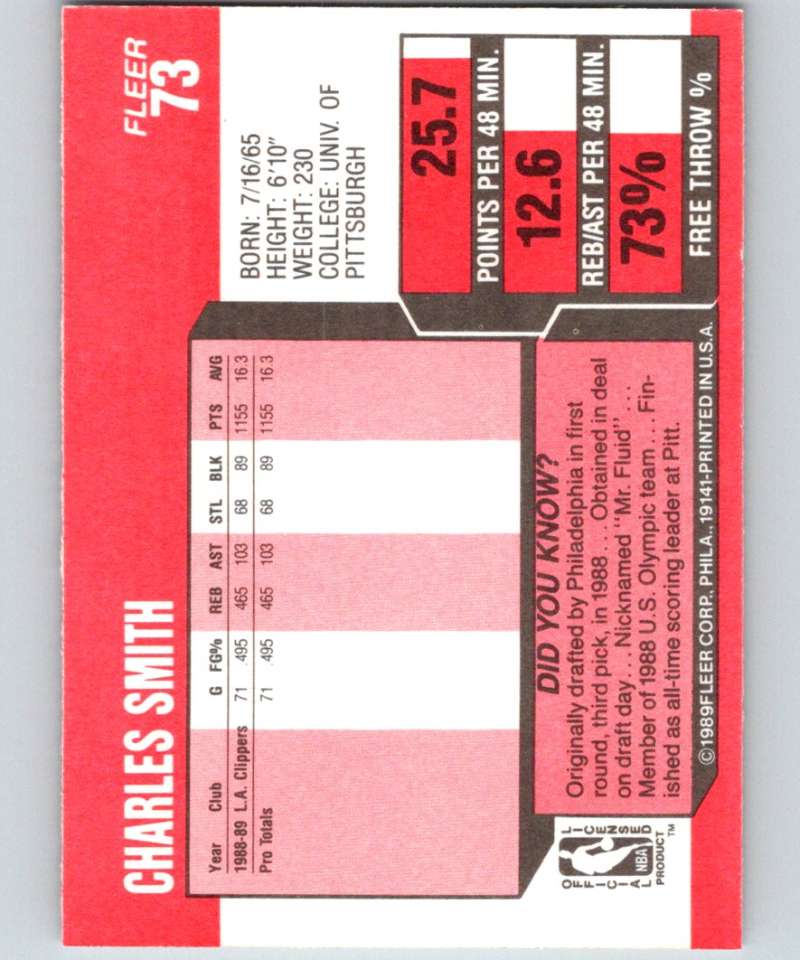 FLEER
73
CHARLES SMITH
BORN: 7/16/65
HEIGHT: 6'10"
WEIGHT: 230
COLLEGE: UNIV. OF
PITTSBURGH
Year Club G FG% REB AST STL BLK PTS AVG
1988-89 L.A. Clippers 71 .495 465 103 68 89 1155 16.3
Pro Totals 71 .495 465 103 68 89 1155 16.3
25.7
POINTS PER 48 MIN.
12.6
REB/AST PER 48 MIN.
73%
FREE THROW %
DID YOU KNOW?
Originally drafted by Philadelphia in first
round, third pick, in 1988 . . . Obtained in deal
on draft day . . . Nicknamed "Mr. Fluid" . . .
Member of 1988 U.S. Olympic team . . . Fin-
ished as all-time scoring leader at Pitt.
OFFICIAL LICENSED
NBA
PRODUCT™
©1989FLEER CORP., PHILA., 19141-PRINTED IN U.S.A.